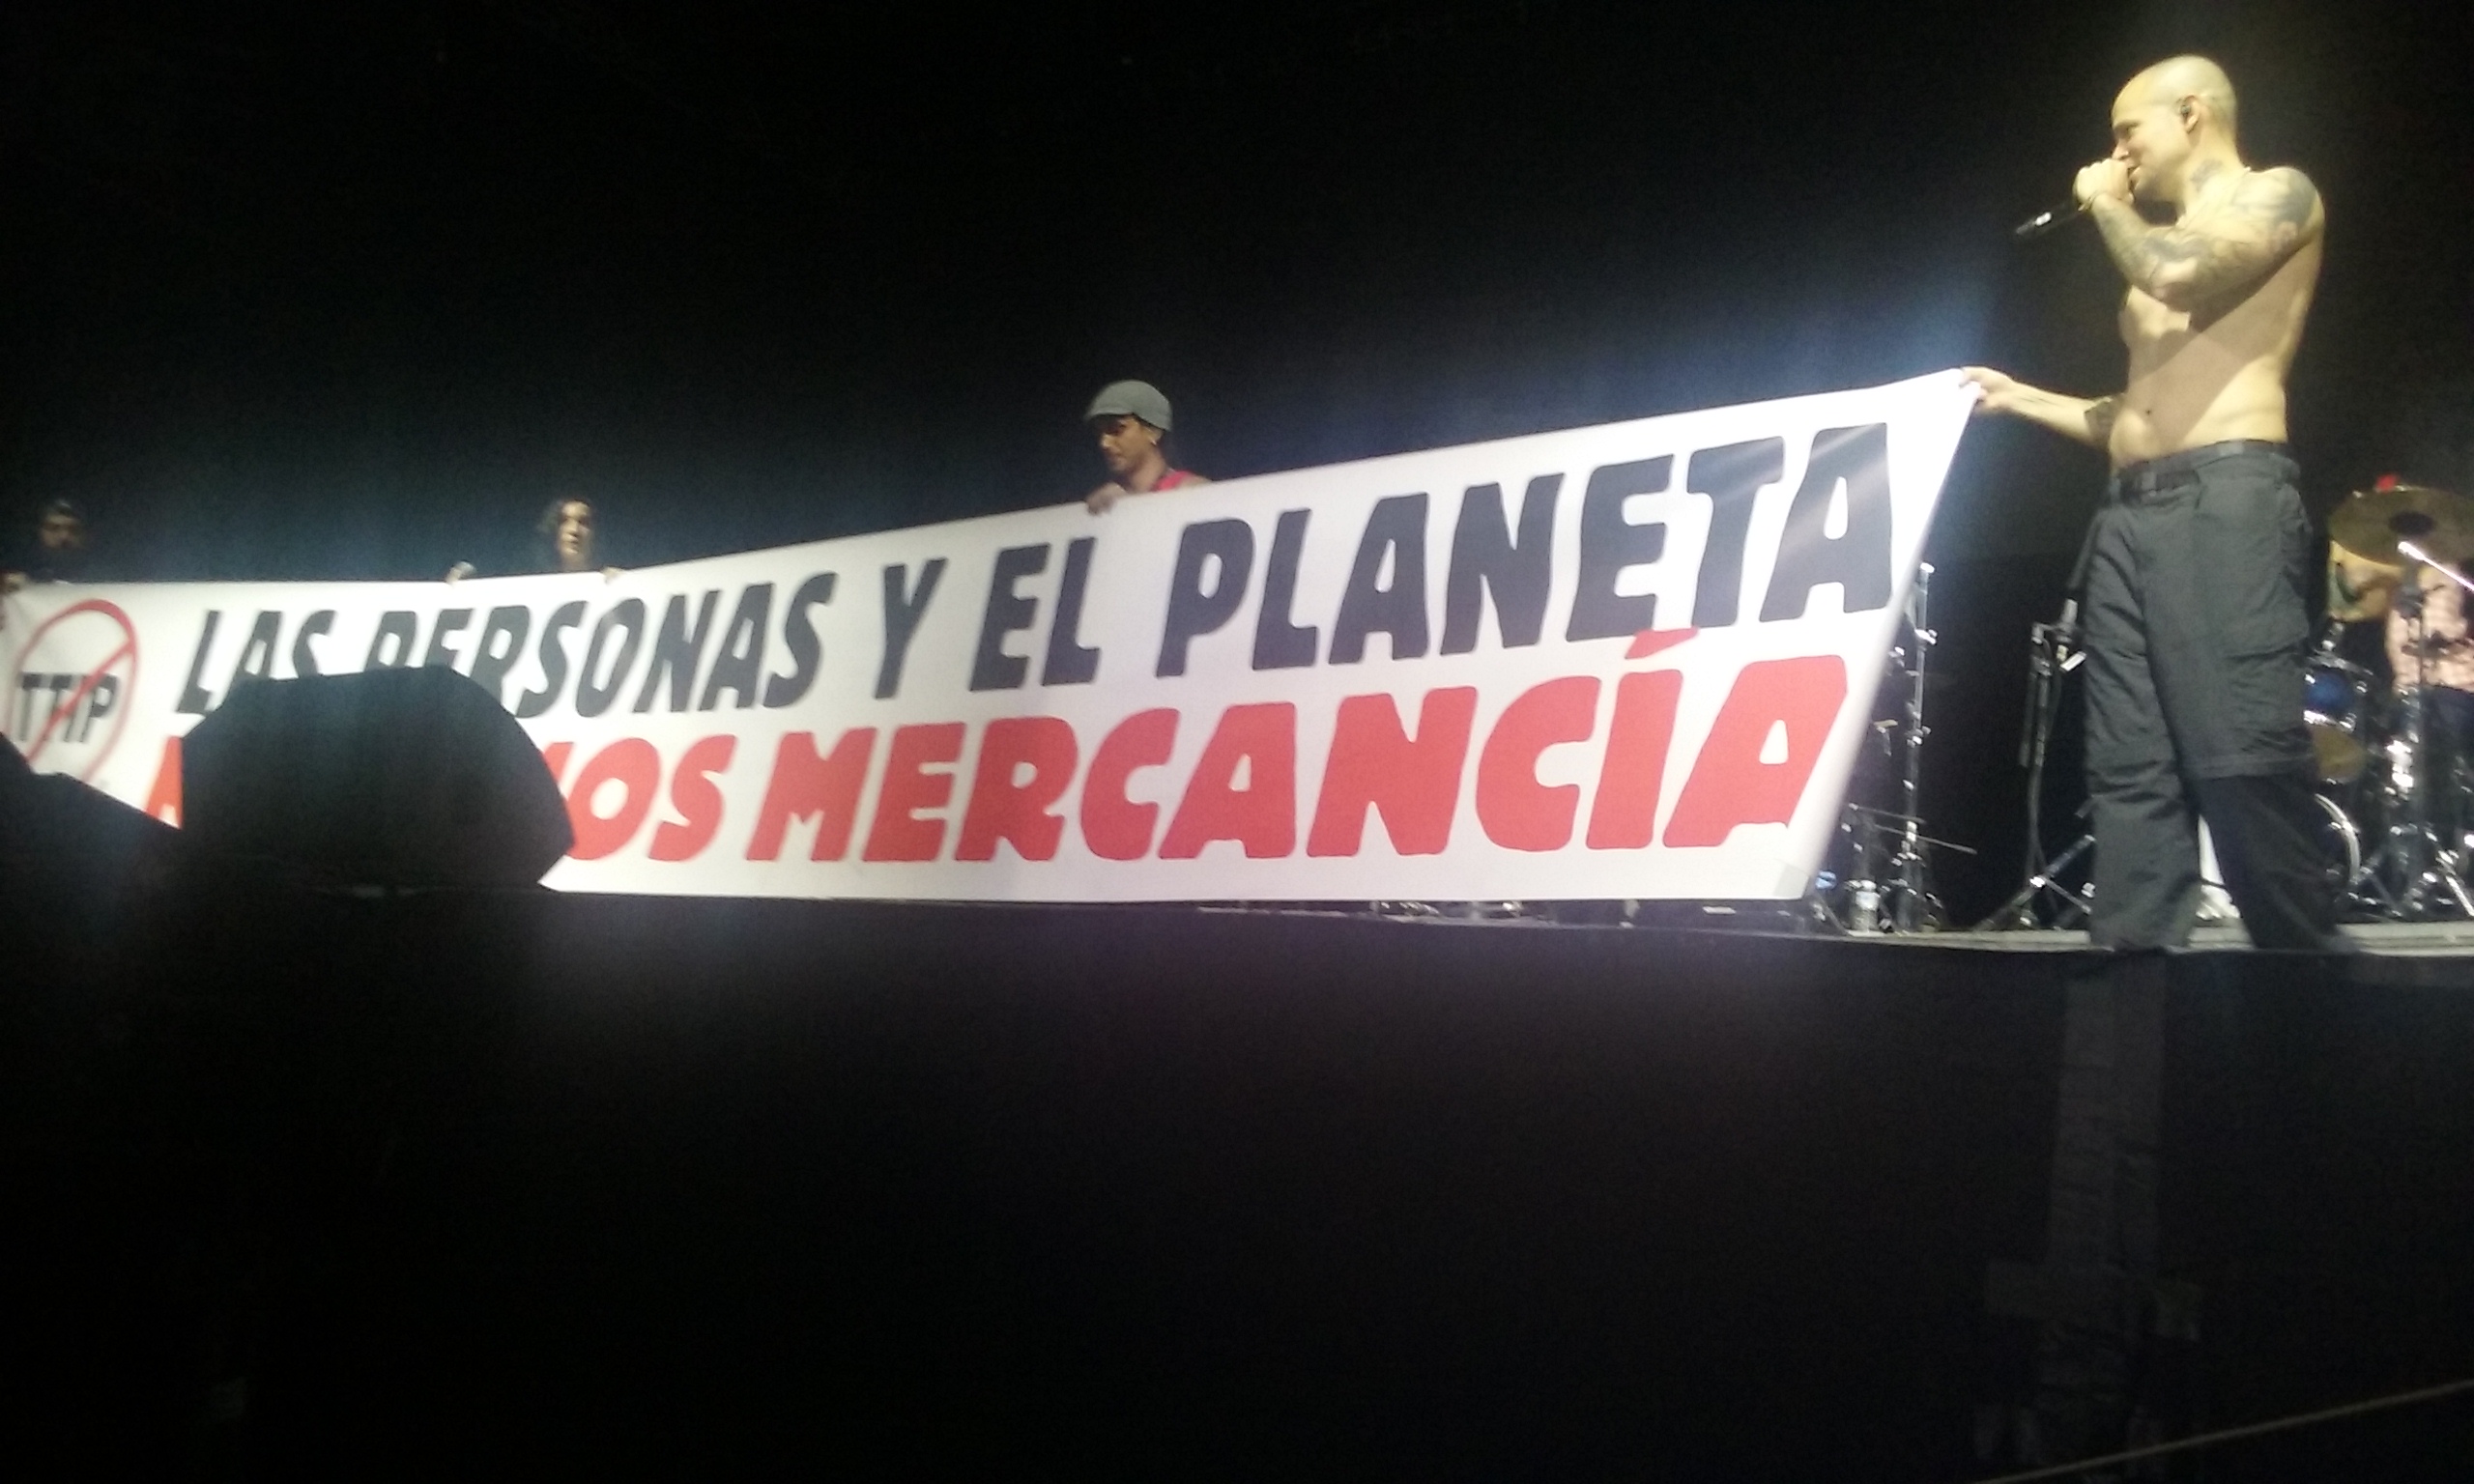 TTIP
LAS PERSONAS Y EL PLANETA
MERCANCÍA